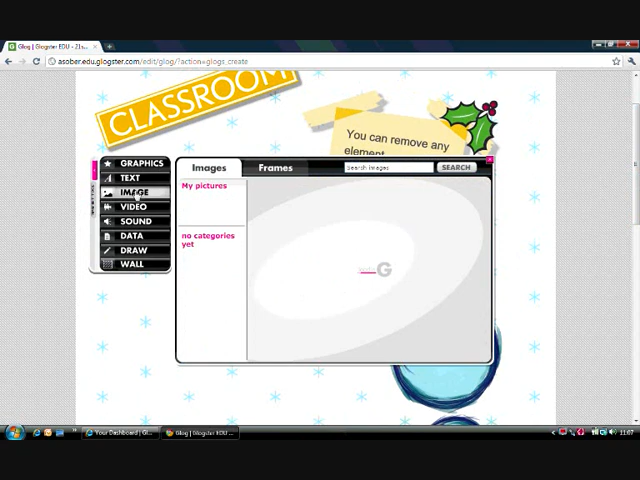 Glog | Glogster EDU - 21s
asober.edu.glogster.com/edit/glog/?action=glogs_create
CLASSROOM
You can remove any
element
GRAPHICS
TEXT
IMAGE
VIDEO
SOUND
DATA
DRAW
WALL
Images
Frames
Search images
SEARCH
My pictures
no categories
yet
G
Your Dashboard | Gl...
Glog | Glogster EDU ...
11:07